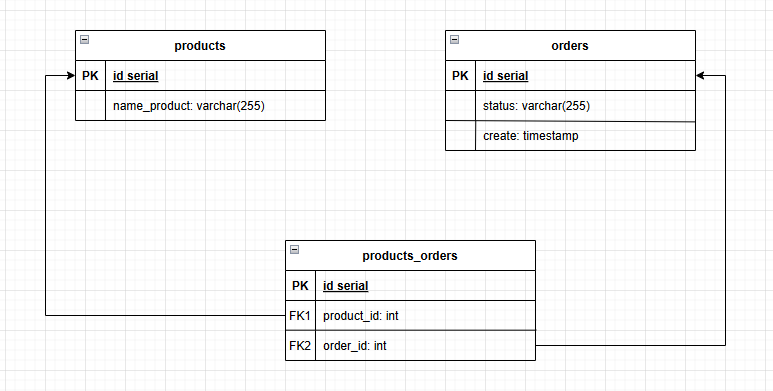 products
PK id serial
name_product: varchar(255)
orders
PK id serial
status: varchar(255)
create: timestamp
products_orders
PK id serial
FK1 product_id: int
FK2 order_id: int